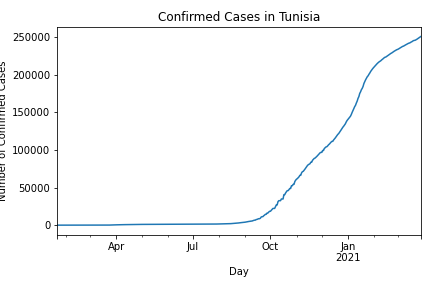 Confirmed Cases in Tunisia
250000
200000
150000
100000
50000
0
Number of Confirmed Cases
Apr
Jul
Oct
Jan
2021
Day